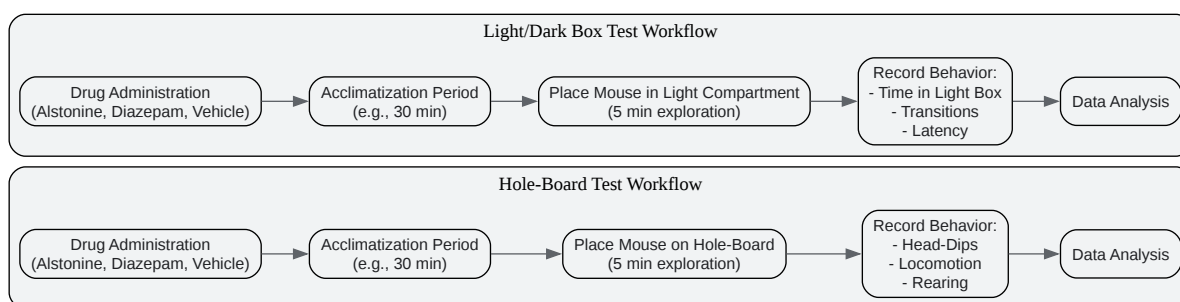 Light/Dark Box Test Workflow
Drug Administration
(Alstonine, Diazepam, Vehicle)
Acclimatization Period
(e.g., 30 min)
Place Mouse in Light Compartment
(5 min exploration)
Record Behavior:
- Time in Light Box
- Transitions
- Latency
Data Analysis
Hole-Board Test Workflow
Drug Administration
(Alstonine, Diazepam, Vehicle)
Acclimatization Period
(e.g., 30 min)
Place Mouse on Hole-Board
(5 min exploration)
Record Behavior:
- Head-Dips
- Locomotion
- Rearing
Data Analysis